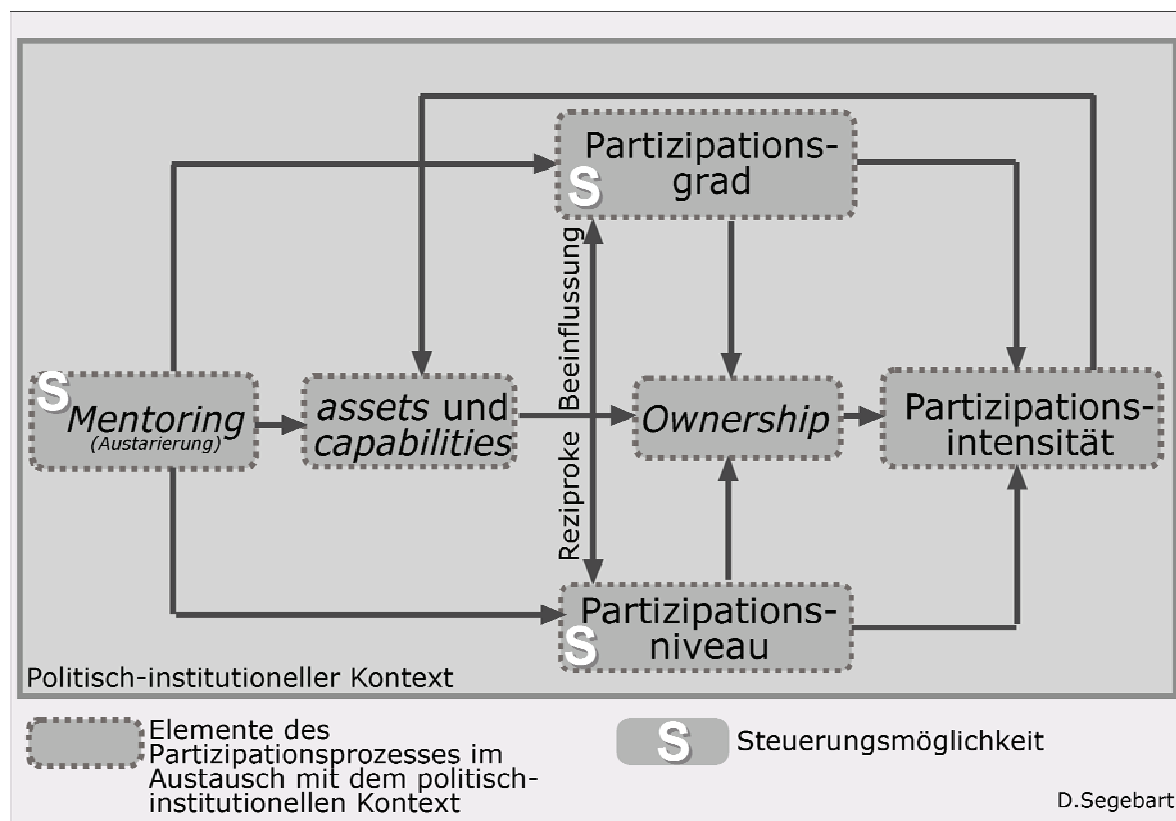 Partizipations-
grad
S
Reziproke Beeinflussung
S
Mentoring
(Austarierung)
assets und
capabilities
Ownership
Partizipations-
intensität
Partizipations-
niveau
S
Politisch-institutioneller Kontext
Elemente des
Partizipationsprozesses im
Austausch mit dem politisch-
institutionellen Kontext
S
Steuerungsmöglichkeit
D.Segebart